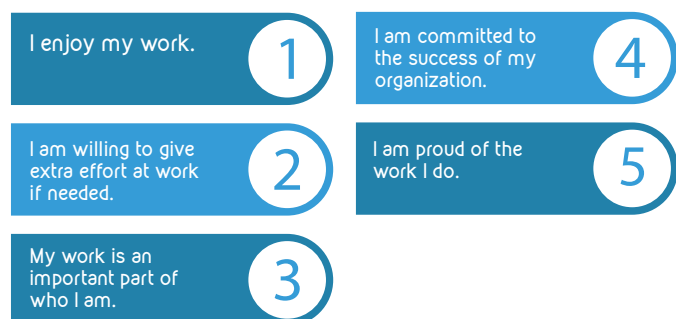 I enjoy my work.
1
I am willing to give
extra effort at work
if needed.
2
My work is an
important part of
who I am.
3
I am committed to
the success of my
organization.
4
I am proud of the
work I do.
5